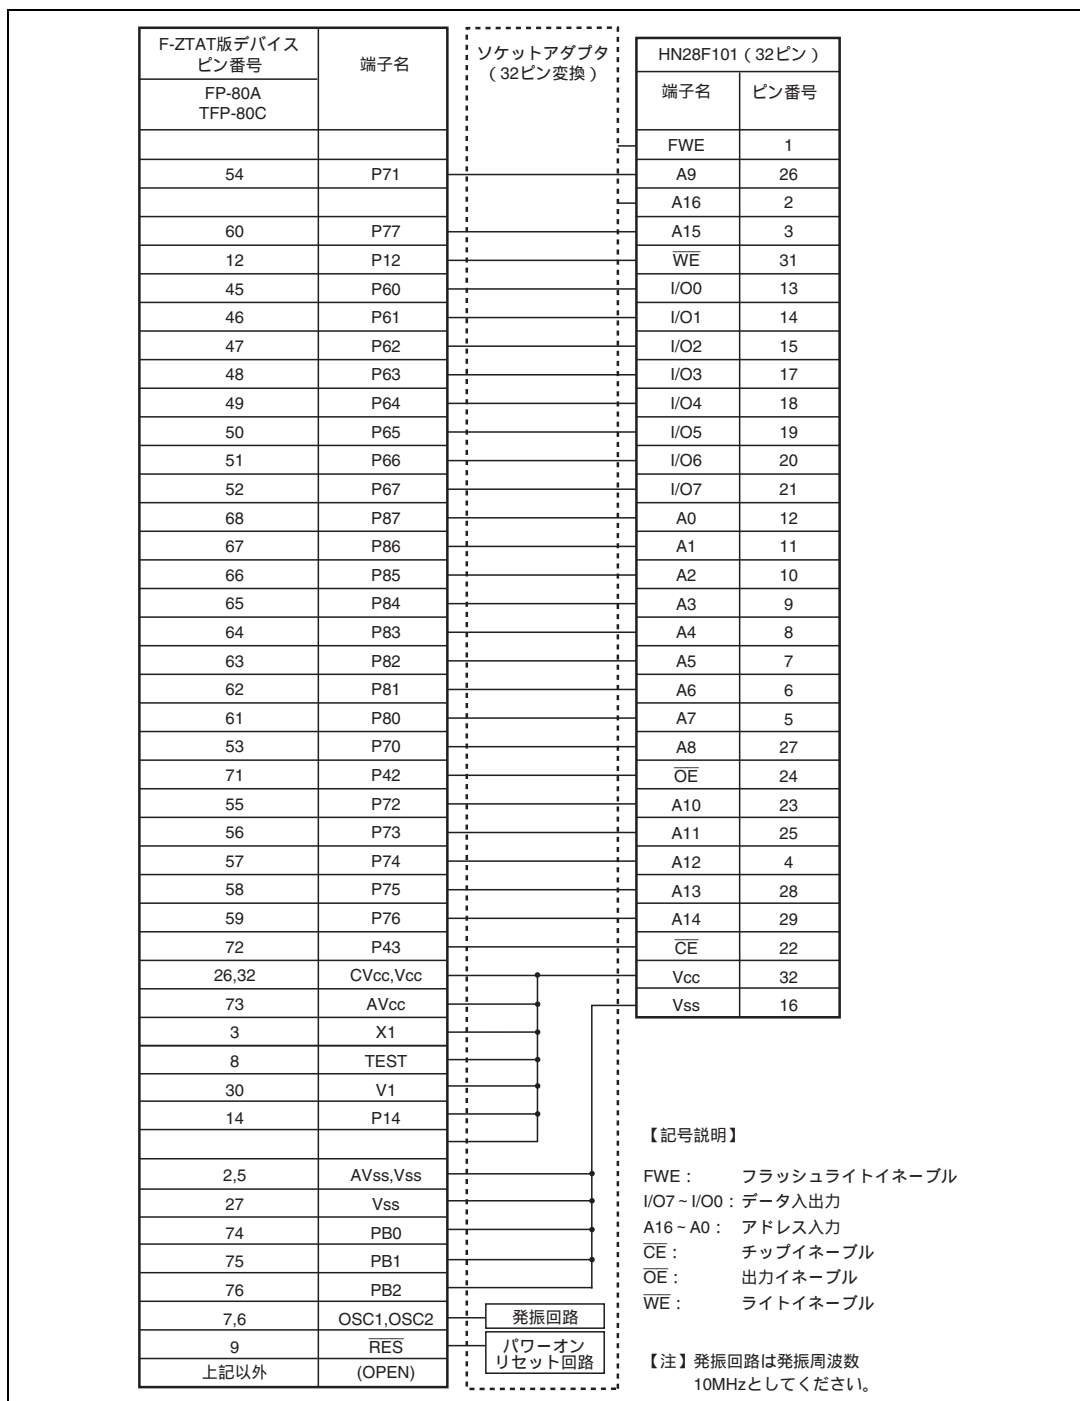 F-ZTAT版デバイス
ピン番号
端子名
FP-80A
TFP-80C
ソケットアダプタ
(32ピン変換)
HN28F101(32ピン)
端子名 ピン番号
FWE 1
54 P71 A9 26
A16 2
60 P77 A15 3
12 P12 WE 31
45 P60 I/O0 13
46 P61 I/O1 14
47 P62 I/O2 15
48 P63 I/O3 17
49 P64 I/O4 18
50 P65 I/O5 19
51 P66 I/O6 20
52 P67 I/O7 21
68 P87 A0 12
67 P86 A1 11
66 P85 A2 10
65 P84 A3 9
64 P83 A4 8
63 P82 A5 7
62 P81 A6 6
61 P80 A7 5
53 P70 A8 27
71 P42 OE 24
55 P72 A10 23
56 P73 A11 25
57 P74 A12 4
58 P75 A13 28
59 P76 A14 29
72 P43 CE 22
26,32 CVcc,Vcc Vcc 32
73 AVcc Vss 16
3 X1
8 TEST
30 V1
14 P14
2,5 AVss,Vss
27 Vss
74 PB0
75 PB1
76 PB2
7,6 OSC1,OSC2 発振回路
9 RES パワーオン
リセット回路
上記以外 (OPEN)
【記号説明】
FWE: フラッシュライトイネーブル
I/O7~I/O0: データ入出力
A16~A0: アドレス入力
CE: チップイネーブル
OE: 出力イネーブル
WE: ライトイネーブル
【注】発振回路は発振周波数
10MHzとしてください。